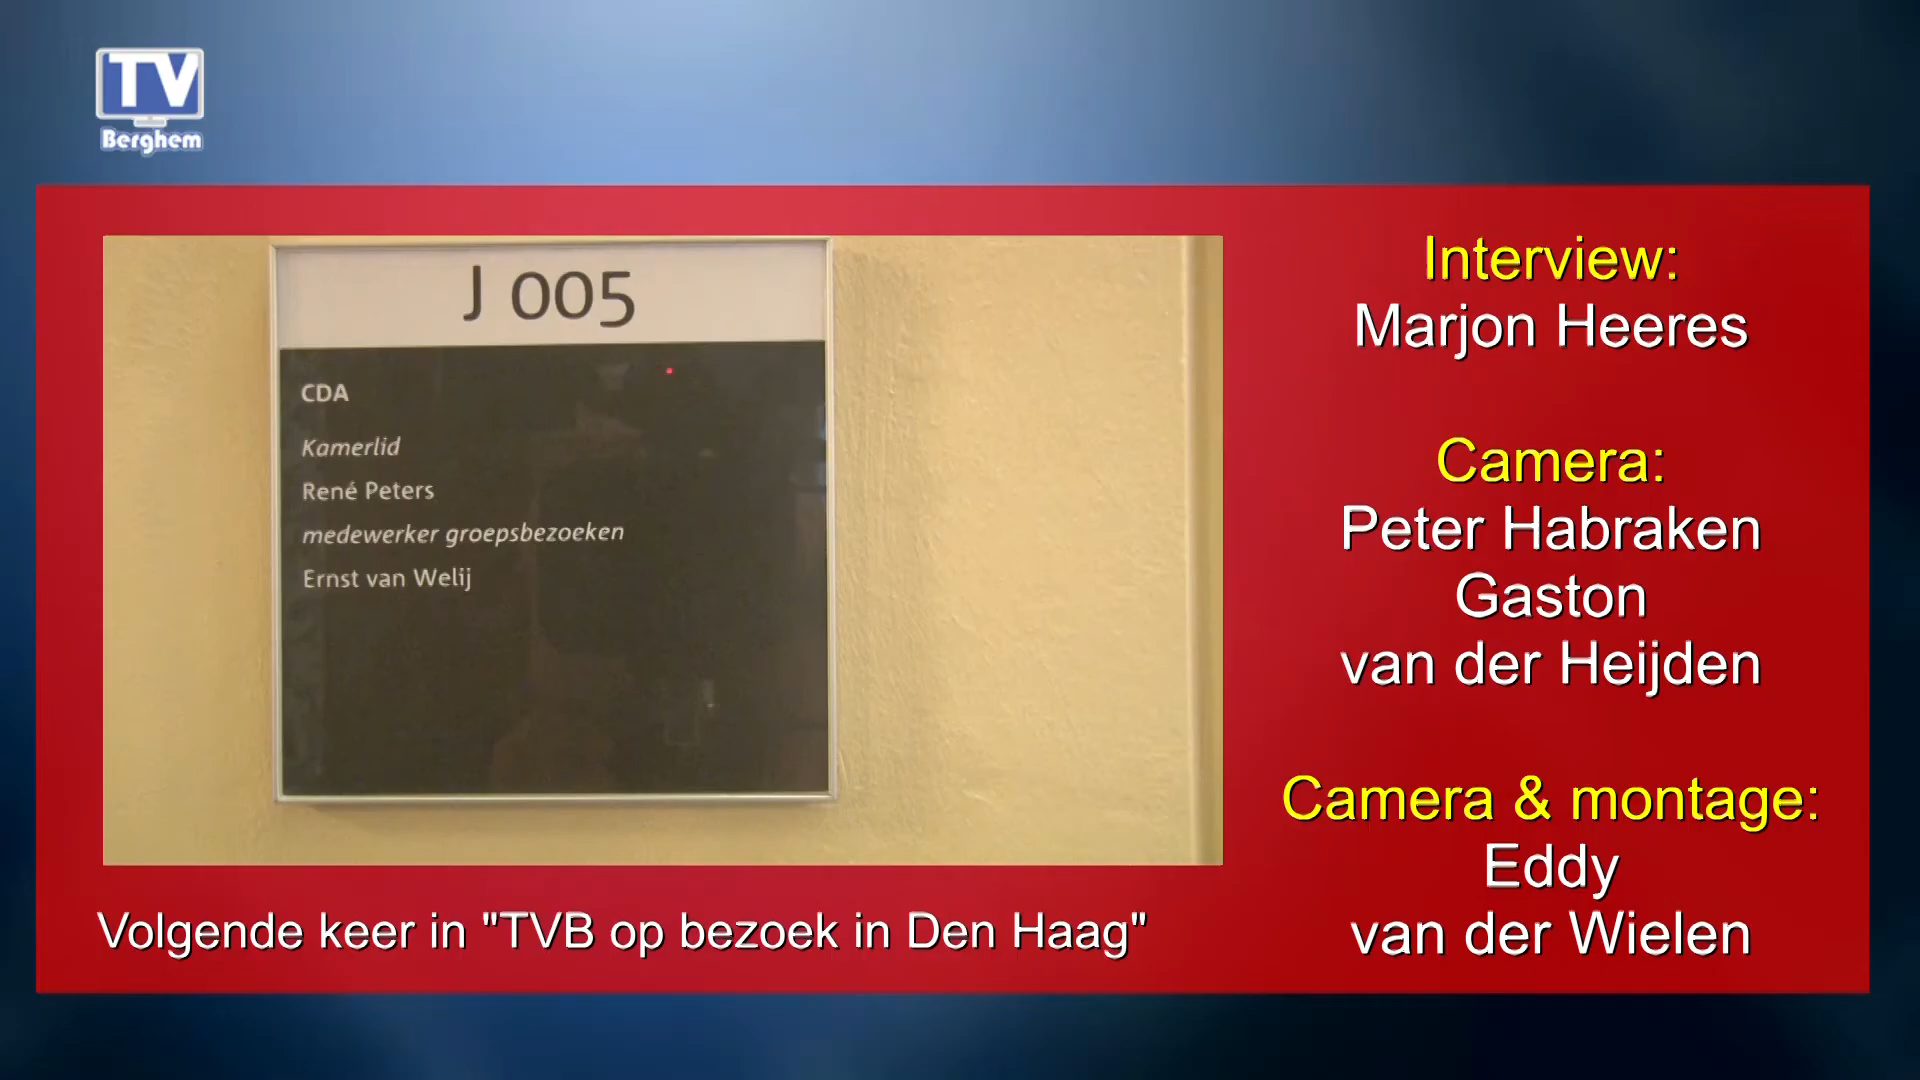 TV
Berghem
J 005
CDA
Kamerlid
René Peters
medewerker groepsbezoeken
Ernst van Welij
Volgende keer in "TVB op bezoek in Den Haag"
Interview:
Marjon Heeres
Camera:
Peter Habraken
Gaston
van der Heijden
Camera & montage:
Eddy
van der Wielen